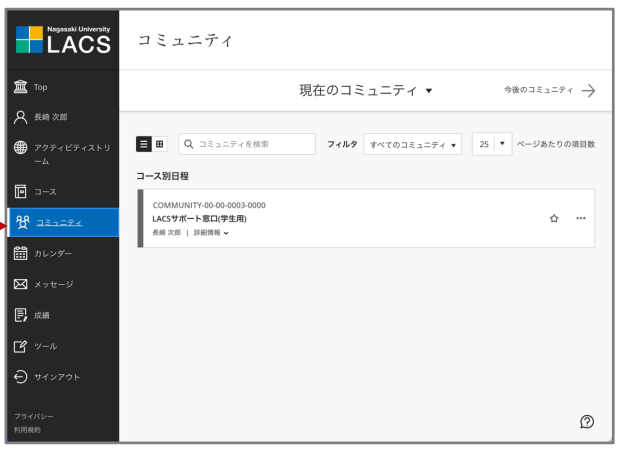 Nagasaki University
LACS
Top
長崎 次郎
アクティビティストリ
ーム
コース
コミュニティ
カレンダー
メッセージ
成績
ツール
サインアウト
プライバシー
利用規約
コミュニティ
現在のコミュニティ ▼
今後のコミュニティ →
コミュニティを検索
フィルタ すべてのコミュニティ ▼ 25 ▼ ページあたりの項目数
コース別日程
COMMUNITY-00-00-0003-0000
LACSサポート窓口(学生用)
長崎 次郎 | 詳細情報